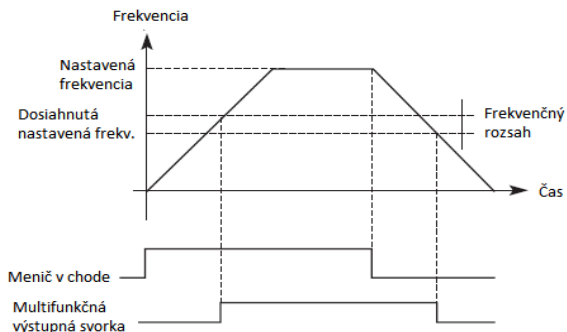 Frekvencia
Nastavená
frekvencia
Dosiahnutá
nastavená frekv.
Frekvenčný
rozsah
Čas
Menič v chode
Multifunkčná
výstupná svorka